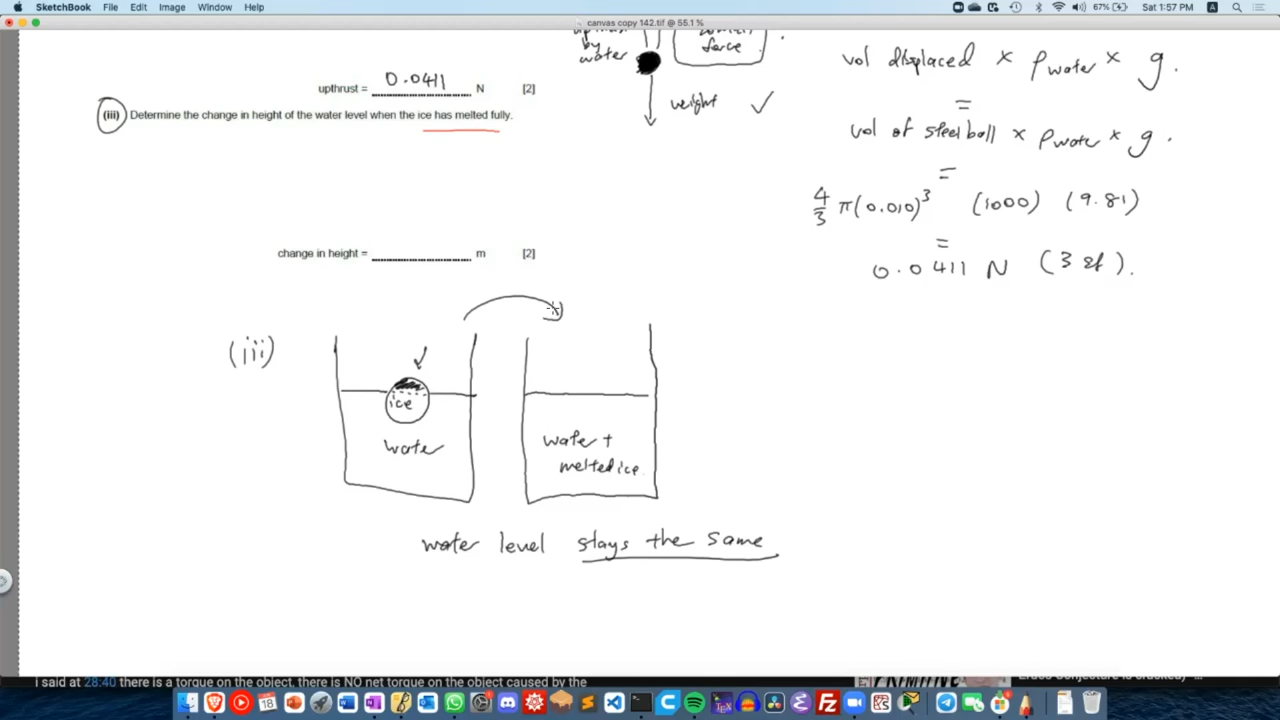 SketchBook File Edit Image Window Help
67% Sat 1:57 PM
canvas copy 142.tif @ 55.1 %
by
water
force
weight
upthrust = 0.0411 N [2]
(iii) Determine the change in height of the water level when the ice has melted fully.
change in height = m [2]
vol displaced × ρwater × g.
=
vol of steel ball × ρwater × g.
=
4/3 π(0.010)³ (1000) (9.81)
=
0.0411 N (3 sf).
(iii)
ice
water
water +
melted ice.
water level stays the same
I said at 28:40 there is a torque on the object, there is NO net torque on object caused by the